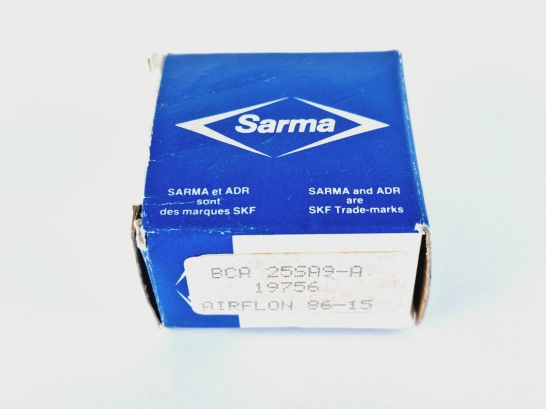 Sarma
SARMA et ADR
sont
des marques SKF
SARMA and ADR
are
SKF Trade-marks
BCA 25SA9-A
19756
AIRFLON 86-15